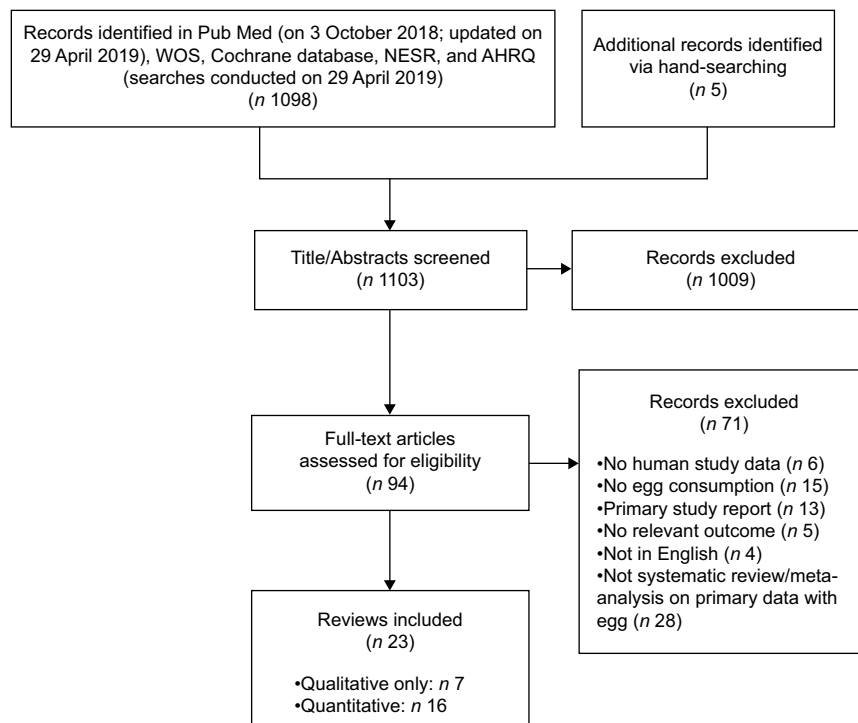 Records identified in Pub Med (on 3 October 2018; updated on
29 April 2019), WOS, Cochrane database, NESR, and AHRQ
(searches conducted on 29 April 2019)
(n 1098)
Additional records identified
via hand-searching
(n 5)
Title/Abstracts screened
(n 1103)
Records excluded
(n 1009)
Full-text articles
assessed for eligibility
(n 94)
Records excluded
(n 71)
•No human study data (n 6)
•No egg consumption (n 15)
•Primary study report (n 13)
•No relevant outcome (n 5)
•Not in English (n 4)
•Not systematic review/meta-
analysis on primary data with
egg (n 28)
Reviews included
(n 23)
•Qualitative only: n 7
•Quantitative: n 16